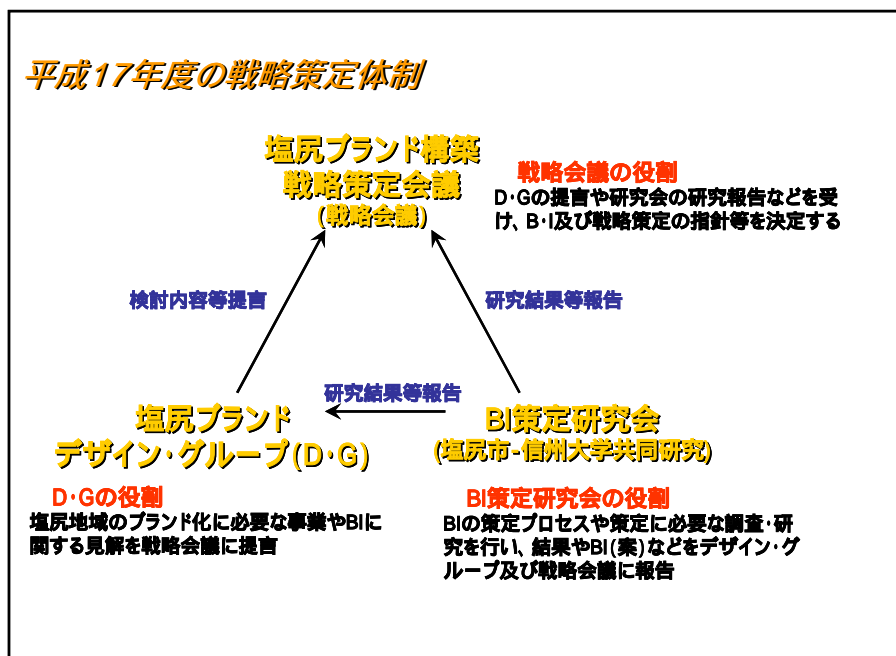 平成17年度の戦略策定体制
塩尻ブランド構築
戦略策定会議
(戦略会議)
戦略会議の役割
D・Gの提言や研究会の研究報告などを受
け、B・I及び戦略策定の指針等を決定する
検討内容等提言
研究結果等報告
研究結果等報告
塩尻ブランド
デザイン・グループ(D・G)
BI策定研究会
(塩尻市-信州大学共同研究)
D・Gの役割
塩尻地域のブランド化に必要な事業やBIに
関する見解を戦略会議に提言
BI策定研究会の役割
BIの策定プロセスや策定に必要な調査・研
究を行い、結果やBI(案)などをデザイン・グ
ループ及び戦略会議に報告